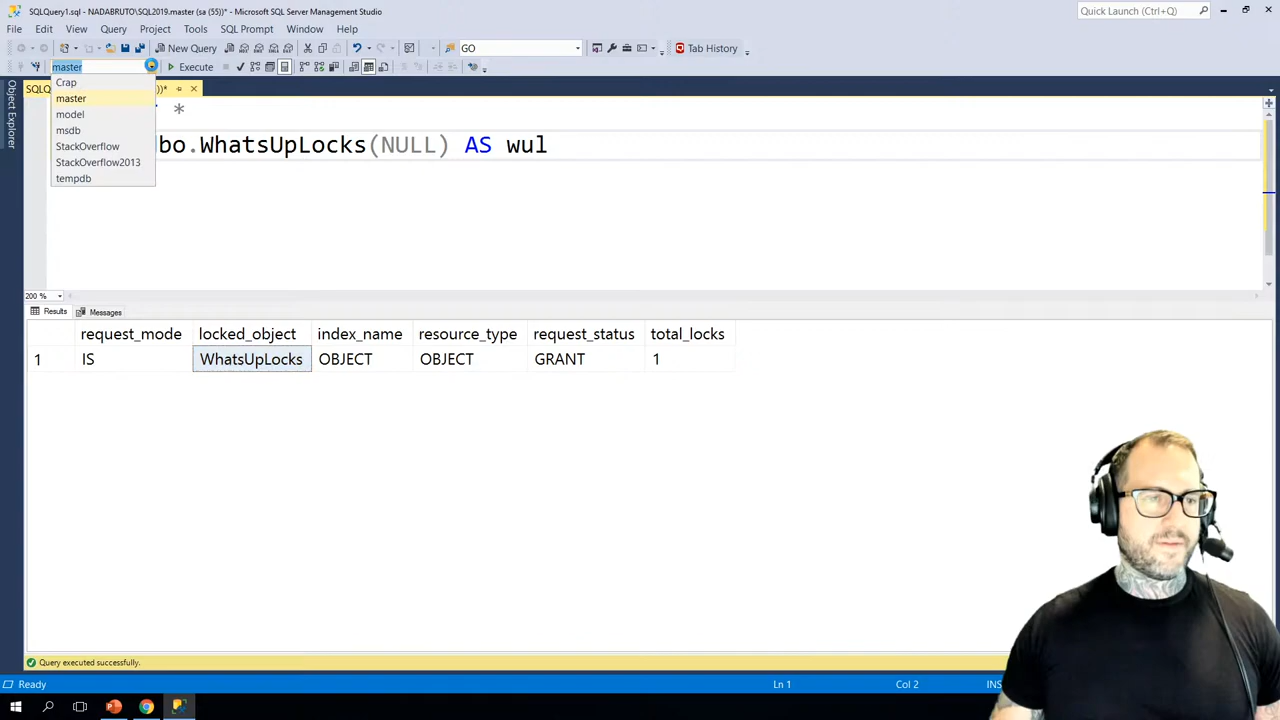 SQLQuery1.sql - NADABRUTO\SQL2019.master (sa (55))* - Microsoft SQL Server Management Studio
Quick Launch (Ctrl+Q)
File Edit View Query Project Tools SQL Prompt Window Help
New Query
GO
Tab History
master
Execute
SQLQ
))*
Crap
master
model
msdb
StackOverflow
StackOverflow2013
tempdb
*
bo.WhatsUpLocks(NULL) AS wul
Object Explorer
200 %
Results Messages
request_mode locked_object index_name resource_type request_status total_locks
1 IS WhatsUpLocks OBJECT OBJECT GRANT 1
Query executed successfully.
Ready
Ln 1
Col 2
INS